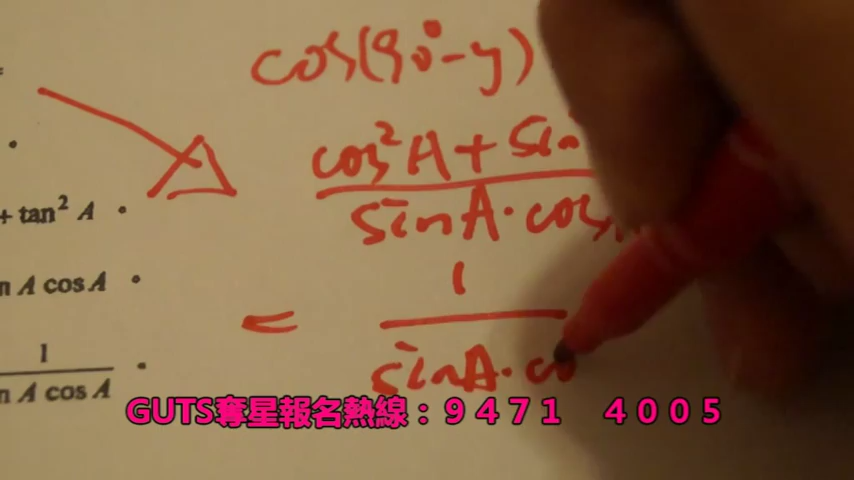 cos(90°-y)
cos²A + sin
sinA·cos
+ tan² A
n A cos A
1
=
1
sinA·co
n A cos A
GUTS奪星報名熱線：９４７１　４００５